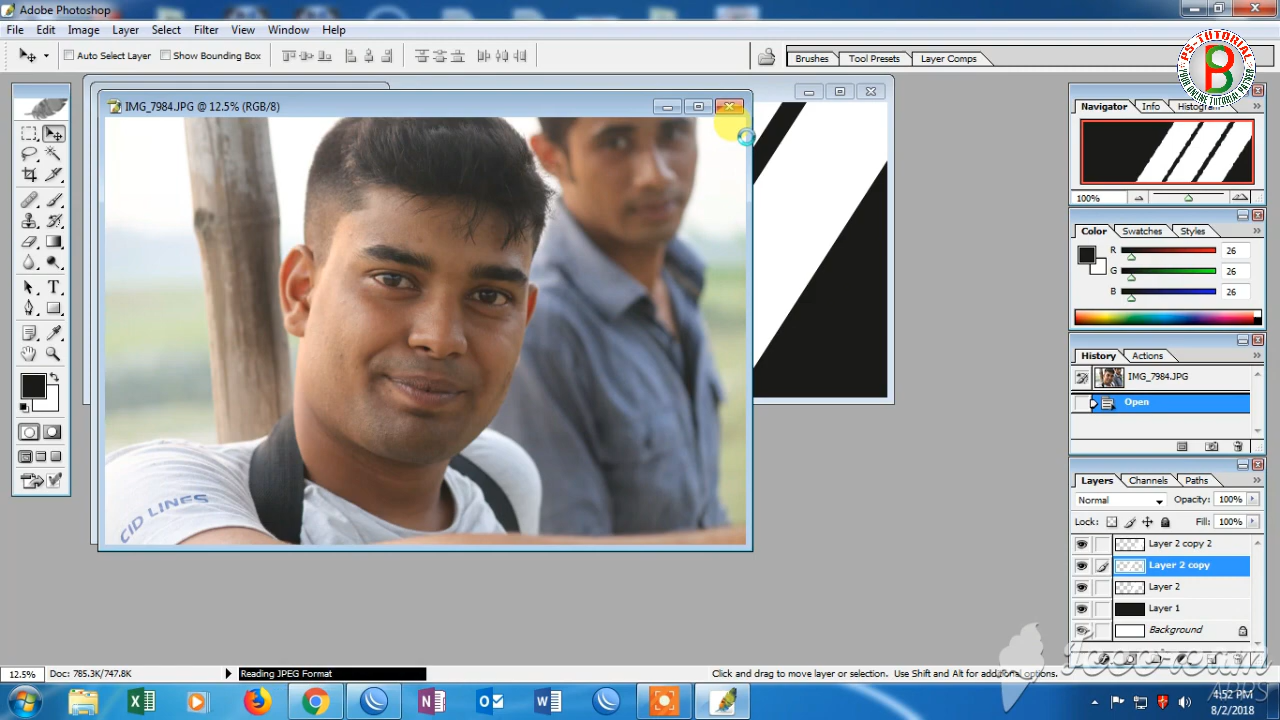 Adobe Photoshop
File Edit Image Layer Select Filter View Window Help
Auto Select Layer Show Bounding Box
Brushes Tool Presets Layer Comps
PS-TUTORIAL
IMG_7984.JPG @ 12.5% (RGB/8)
Navigator Info Histogram
100%
Color Swatches Styles
R 26
G 26
B 26
History Actions
IMG_7984.JPG
Open
Layers Channels Paths
Normal Opacity: 100%
Lock: Fill: 100%
Layer 2 copy 2
Layer 2 copy
Layer 2
Layer 1
Background
CID LINES
12.5% Doc: 785.3K/747.8K Reading JPEG Format Click and drag to move layer or selection. Use Shift and Alt for additional options.
icecream
APPS
4:52 PM
8/2/2018